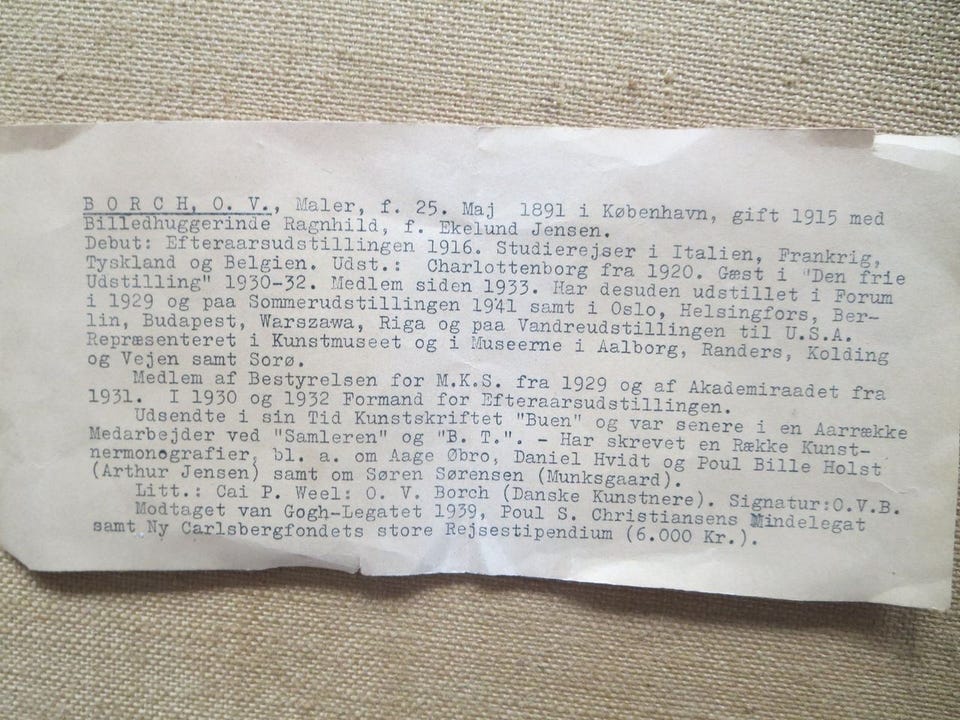 B O R C H, O. V., Maler, f. 25. Maj 1891 i København, gift 1915 med
Billedhuggerinde Ragnhild, f. Ekelund Jensen.
Debut: Efteraarsudstillingen 1916. Studierejser i Italien, Frankrig,
Tyskland og Belgien. Udst.: Charlottenborg fra 1920. Gæst i "Den frie
Udstilling" 1930-32. Medlem siden 1933. Har desuden udstillet i Forum
i 1929 og paa Sommerudstillingen 1941 samt i Oslo, Helsingfors, Ber-
lin, Budapest, Warszawa, Riga og paa Vandreudstillingen til U.S.A.
Repræsenteret i Kunstmuseet og i Museerne i Aalborg, Randers, Kolding
og Vejen samt Sorø.
Medlem af Bestyrelsen for M.K.S. fra 1929 og af Akademiraadet fra
1931. I 1930 og 1932 Formand for Efteraarsudstillingen.
Udsendte i sin Tid Kunstskriftet "Buen" og var senere i en Aarrække
Medarbejder ved "Samleren" og "B. T.". - Har skrevet en Række Kunst-
nermonografier, bl. a. om Aage Øbro, Daniel Hvidt og Poul Bille Holst
(Arthur Jensen) samt om Søren Sørensen (Munksgaard).
Litt.: Cai P. Weel: O. V. Borch (Danske Kunstnere). Signatur:O.V.B.
Modtaget van Gogh-Legatet 1939, Poul S. Christiansens Mindelegat
samt Ny Carlsbergfondets store Rejsestipendium (6.000 Kr.).